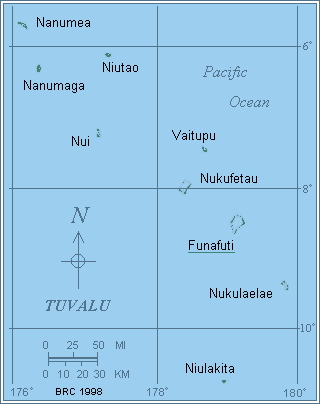 Nanumea
6°
Niutao
Pacific
Nanumaga
Ocean
Vaitupu
Nui
Nukufetau
8°
N
Funafuti
Nukulaelae
TUVALU
10°
0 25 50 MI
0 10 20 30 KM
Niulakita
176° BRC 1998 178° 180°